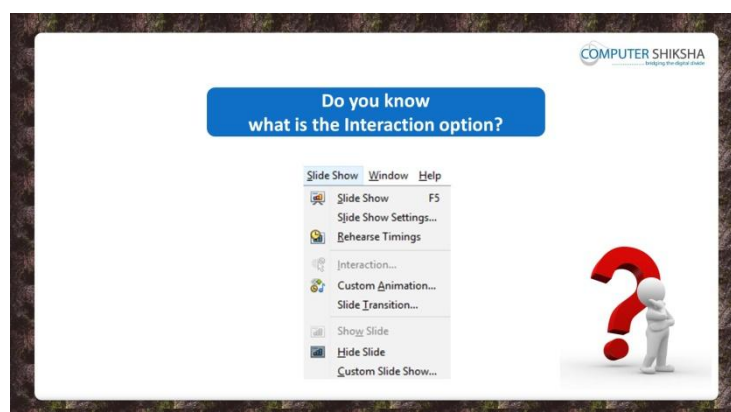 COMPUTER SHIKSHA
bridging the digital divide
Do you know
what is the Interaction option?
Slide Show Window Help
Slide Show F5
Slide Show Settings...
Rehearse Timings
Interaction...
Custom Animation...
Slide Transition...
Show Slide
Hide Slide
Custom Slide Show...